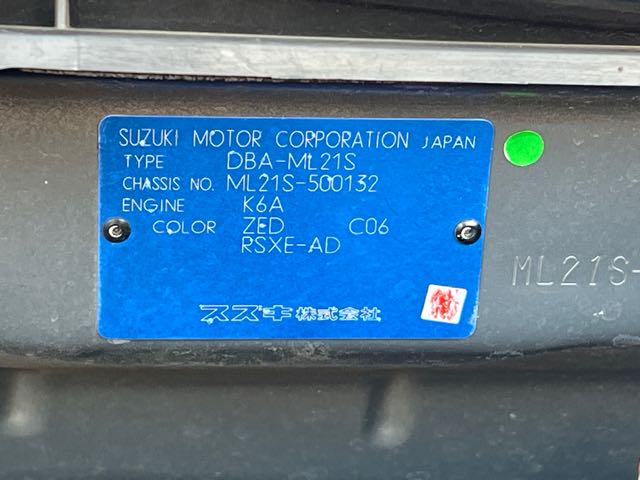 SUZUKI MOTOR CORPORATION JAPAN
TYPE DBA-ML21S
CHASSIS NO. ML21S-500132
ENGINE K6A
COLOR ZED C06
RSXE-AD
スズキ株式会社
ML21S-